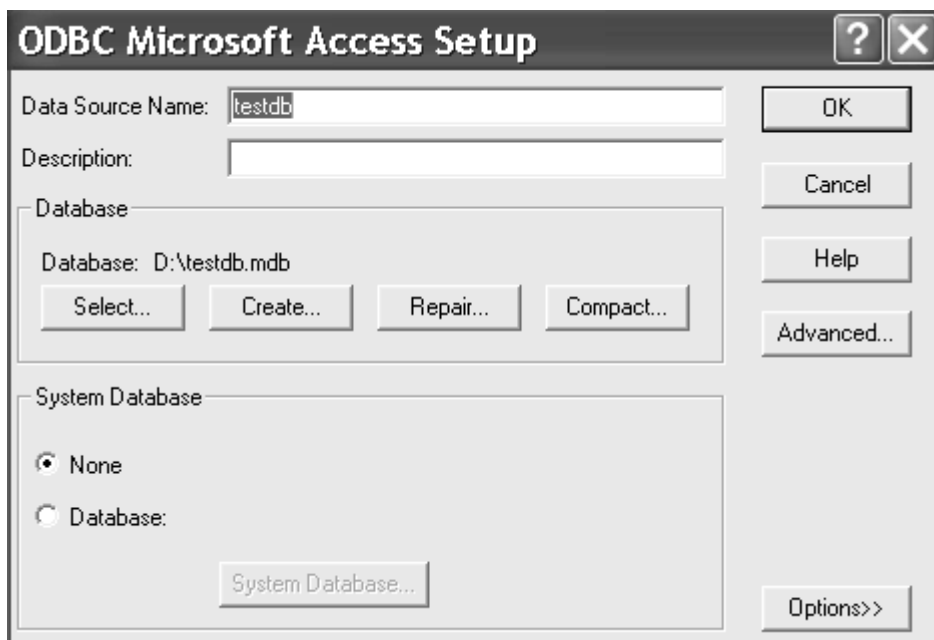 ODBC Microsoft Access Setup
Data Source Name: testdb
OK
Description:
Cancel
Database
Database: D:\testdb.mdb
Help
Select... Create... Repair... Compact...
Advanced...
System Database
None
Database:
System Database...
Options>>